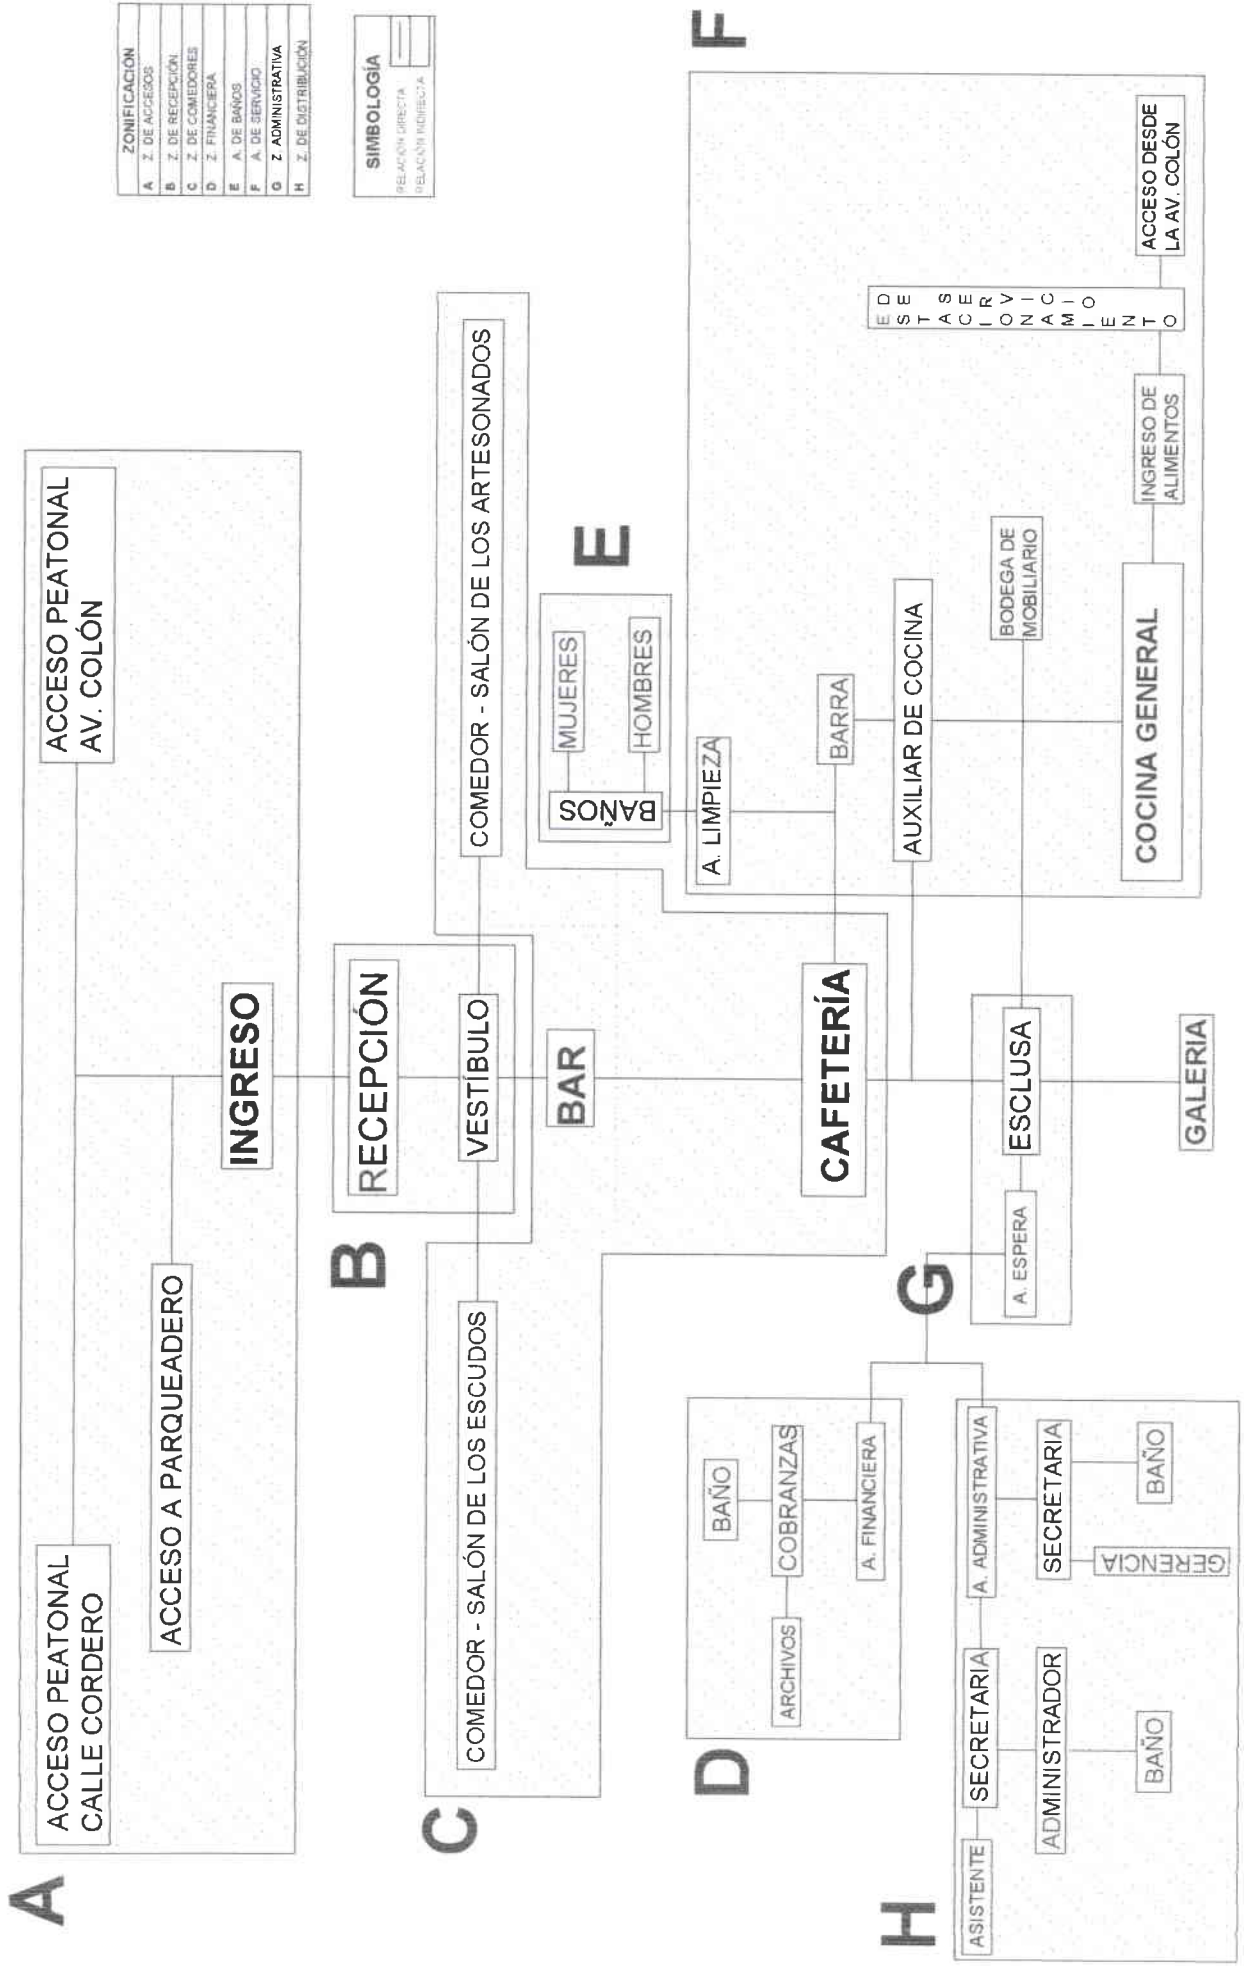 A
ACCESO PEATONAL
CALLE CORDERO
ACCESO PEATONAL
AV. COLÓN
ACCESO A PARQUEADERO
INGRESO
ZONIFICACIÓN
A Z. DE ACCESOS
B Z. DE RECEPCIÓN
C Z. DE COMEDORES
D Z. FINANCIERA
E A. DE BAÑOS
F A. DE SERVICIO
G Z. ADMINISTRATIVA
H Z. DE DISTRIBUCIÓN
SIMBOLOGÍA
RELACIÓN DIRECTA
RELACIÓN INDIRECTA
B
RECEPCIÓN
VESTÍBULO
C
COMEDOR - SALÓN DE LOS ESCUDOS
COMEDOR - SALÓN DE LOS ARTESONADOS
BAR
CAFETERÍA
E
BAÑOS
MUJERES
HOMBRES
F
A. LIMPIEZA
BARRA
AUXILIAR DE COCINA
BODEGA DE
MOBILIARIO
COCINA GENERAL
INGRESO DE
ALIMENTOS
ESTACIONAMIENTO
DE SERVICIO
ACCESO DESDE
LA AV. COLÓN
G
A. ESPERA
ESCLUSA
GALERIA
D
BAÑO
ARCHIVOS
COBRANZAS
A. FINANCIERA
H
ASISTENTE
SECRETARIA
A. ADMINISTRATIVA
ADMINISTRADOR
SECRETARIA
BAÑO
GERENCIA
BAÑO